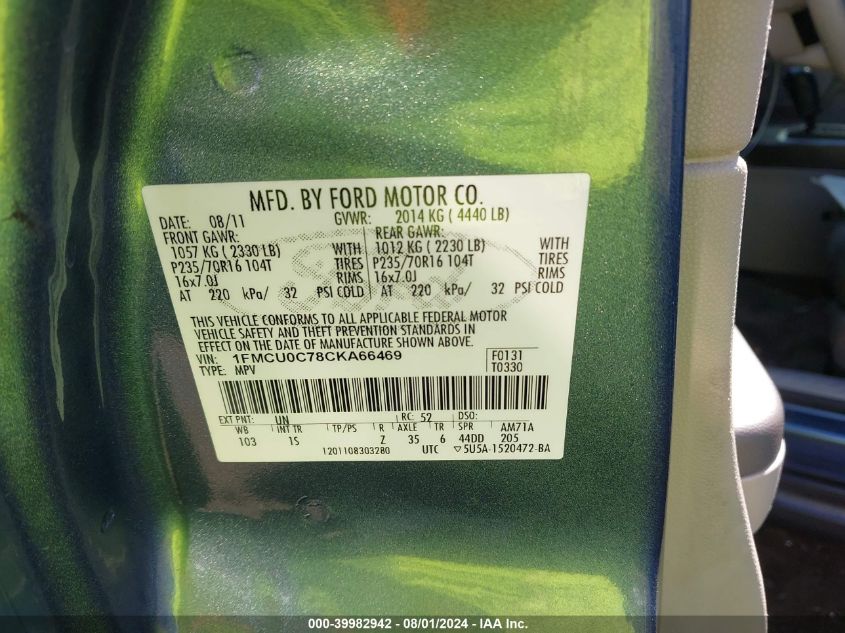 MFD. BY FORD MOTOR CO.
DATE: 08/11 GVWR: 2014 KG ( 4440 LB)
FRONT GAWR: REAR GAWR:
1057 KG ( 2330 LB) WITH 1012 KG ( 2230 LB) WITH
P235/70R16 104T TIRES P235/70R16 104T TIRES
16x7.0J RIMS 16x7.0J RIMS
AT 220 kPa/ 32 PSI COLD AT 220 kPa/ 32 PSI COLD
THIS VEHICLE CONFORMS TO ALL APPLICABLE FEDERAL MOTOR
VEHICLE SAFETY AND THEFT PREVENTION STANDARDS IN
EFFECT ON THE DATE OF MANUFACTURE SHOWN ABOVE.
VIN: 1FMCU0C78CKA66469 F0131
TYPE: MPV T0330
EXT PNT: UN RC: 52 DSO:
WB INT TR TP/PS R AXLE TR SPR AM71A
103 1S Z 35 6 44DD 205
1201108303280 UTC ▽5U5A-1520472-BA
000-39982942 - 08/01/2024 - IAA Inc.